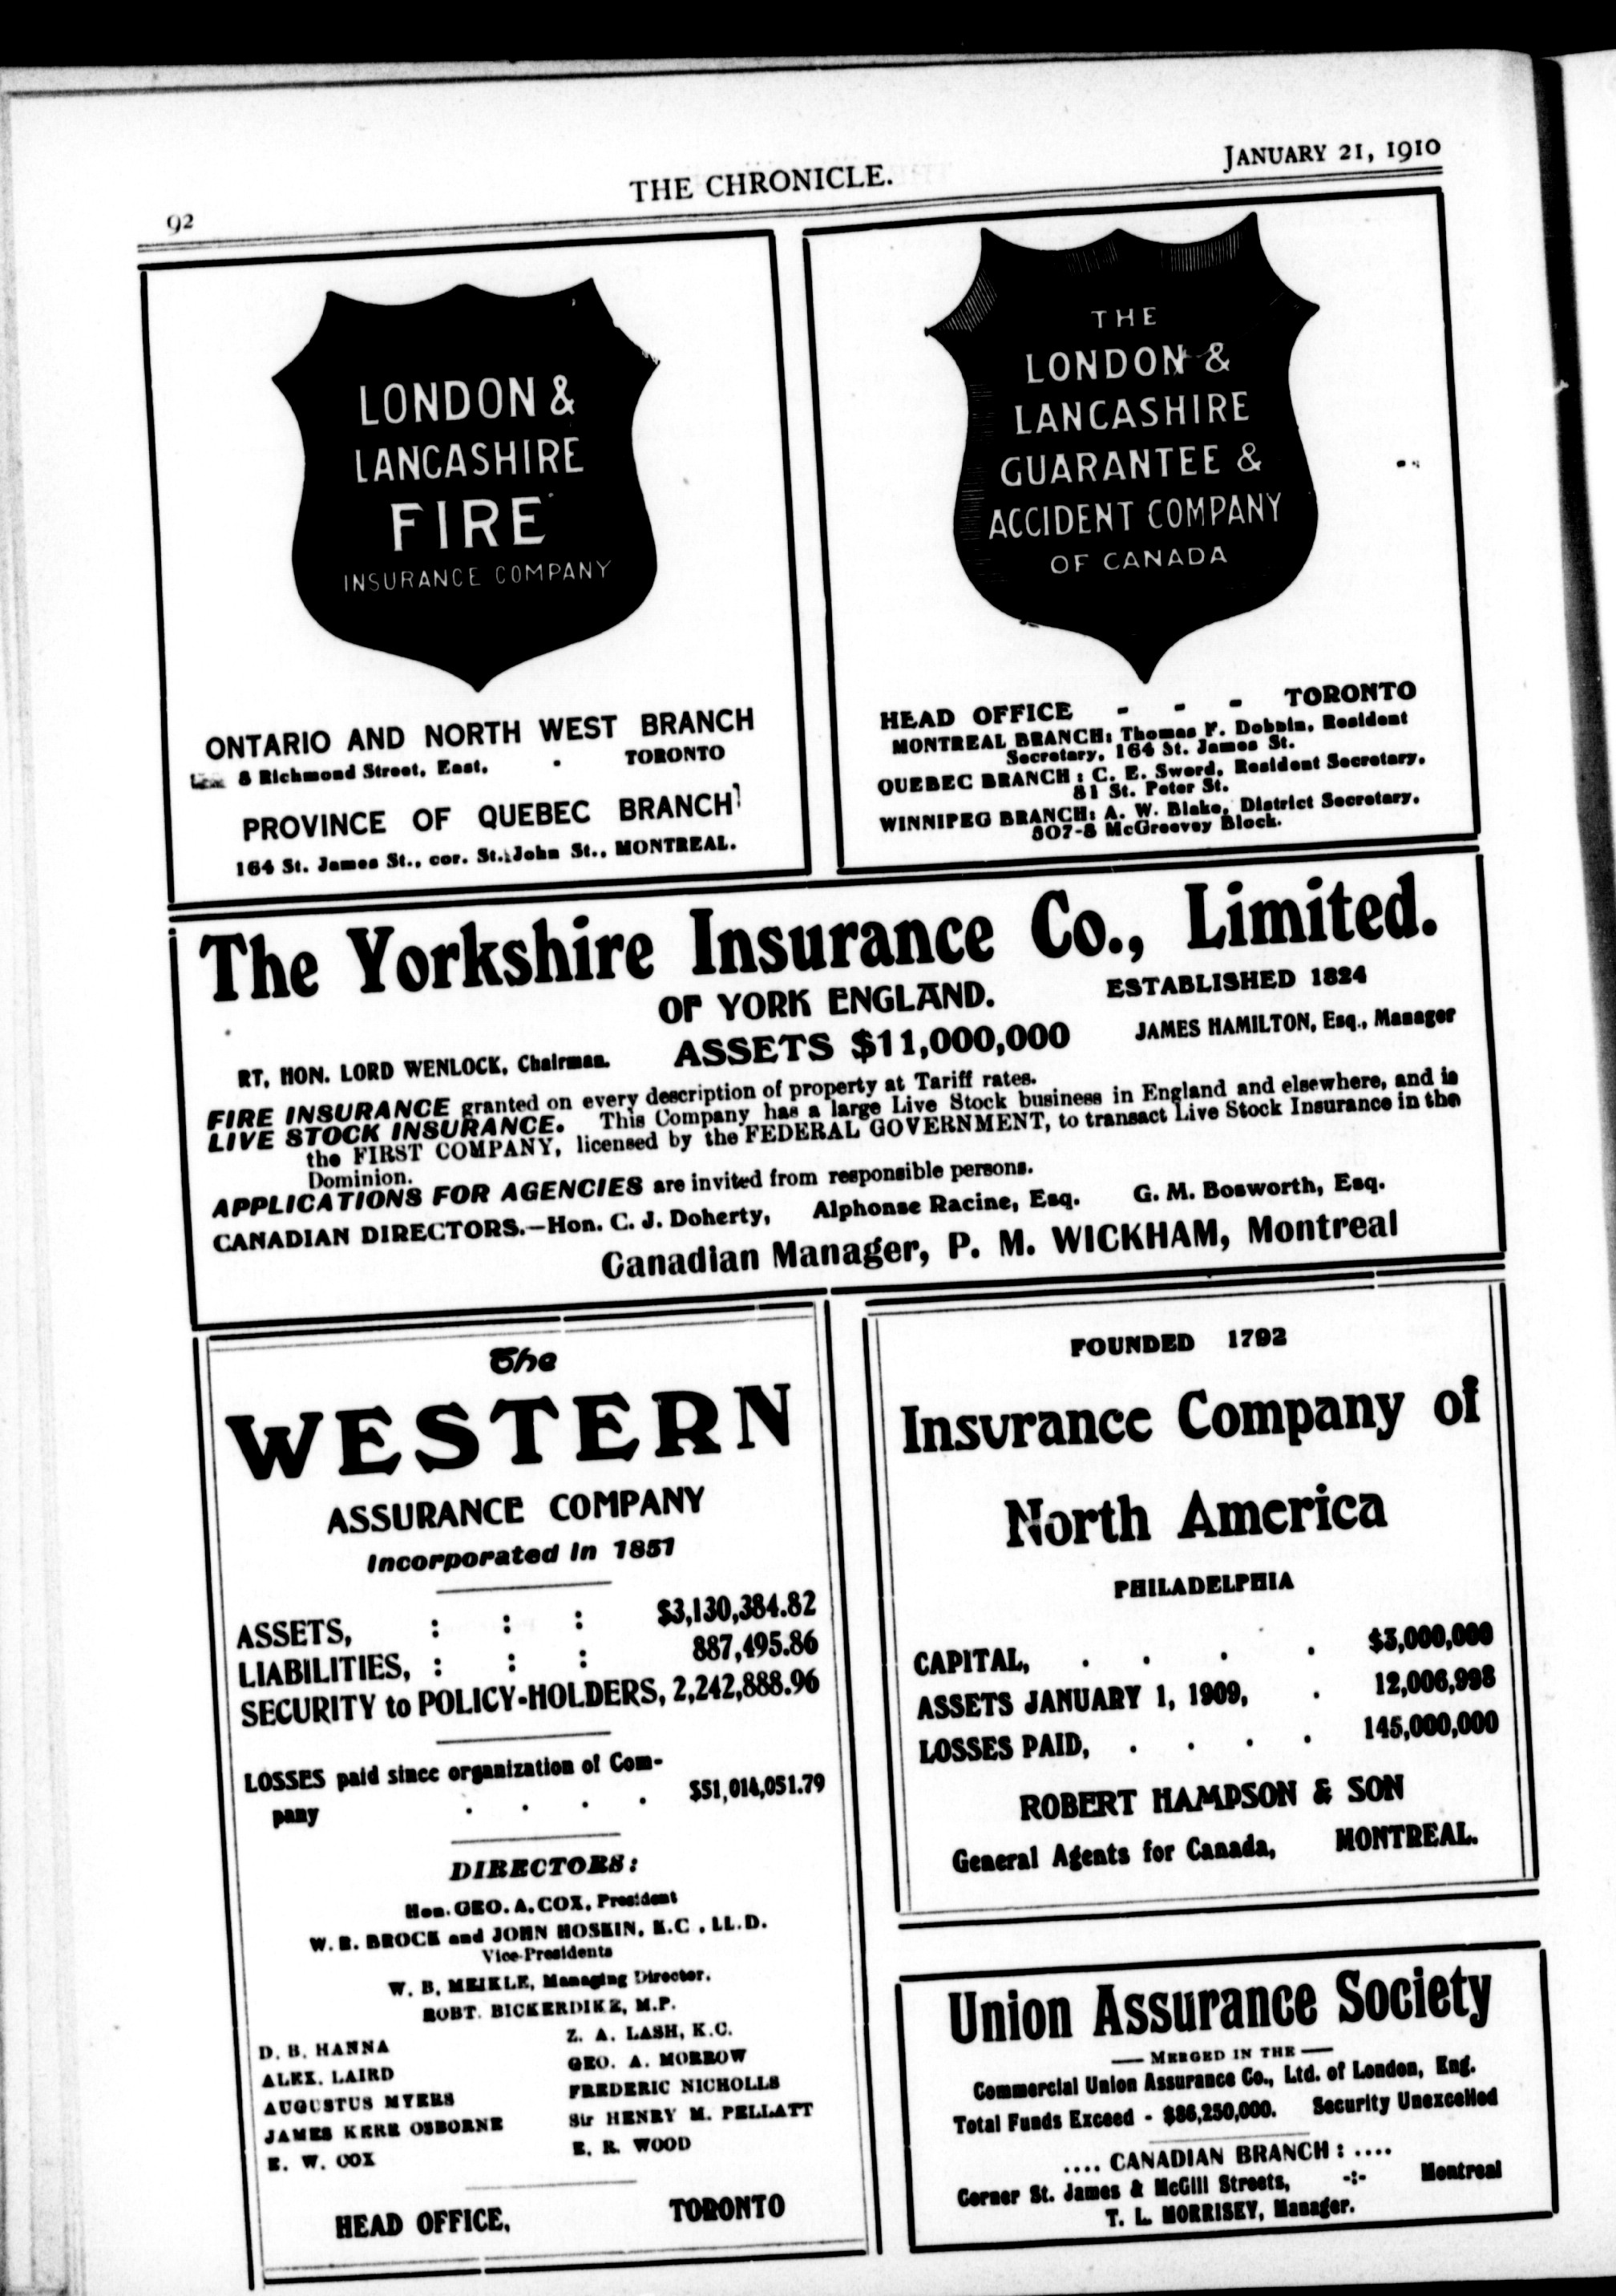 92
THE CHRONICLE.
JANUARY 21, 1910
LONDON &
LANCASHIRE
FIRE
INSURANCE COMPANY
ONTARIO AND NORTH WEST BRANCH
8 Richmond Street, East, - TORONTO
PROVINCE OF QUEBEC BRANCH
164 St. James St., cor. St. John St., MONTREAL.
THE
LONDON &
LANCASHIRE
GUARANTEE &
ACCIDENT COMPANY
OF CANADA
HEAD OFFICE - - - TORONTO
MONTREAL BRANCH: Thomas F. Dobbin, Resident
Secretary, 164 St. James St.
QUEBEC BRANCH: C. E. Sword, Resident Secretary,
81 St. Peter St.
WINNIPEG BRANCH: A. W. Blake, District Secretary,
507-8 McGreevey Block.
The Yorkshire Insurance Co., Limited.
OF YORK ENGLAND.
ESTABLISHED 1824
RT, HON. LORD WENLOCK, Chairman.
ASSETS $11,000,000
JAMES HAMILTON, Esq., Manager
FIRE INSURANCE granted on every description of property at Tariff rates.
LIVE STOCK INSURANCE. This Company has a large Live Stock business in England and elsewhere, and is
the FIRST COMPANY, licensed by the FEDERAL GOVERNMENT, to transact Live Stock Insurance in the
Dominion.
APPLICATIONS FOR AGENCIES are invited from responsible persons.
CANADIAN DIRECTORS.—Hon. C. J. Doherty, Alphonse Racine, Esq. G. M. Bosworth, Esq.
Canadian Manager, P. M. WICKHAM, Montreal
The
WESTERN
ASSURANCE COMPANY
Incorporated in 1851
ASSETS, : : : $3,130,384.82
LIABILITIES, : : : 887,495.86
SECURITY to POLICY-HOLDERS, 2,242,888.96
LOSSES paid since organization of Com-
pany . . . . $51,014,051.79
DIRECTORS:
Hon. GEO. A. COX, President
W. R. BROCK and JOHN HOSKIN, K.C., LL.D.
Vice-Presidents
W. B. MEIKLE, Managing Director.
ROBT. BICKERDIKE, M.P.
D. B. HANNA Z. A. LASH, K.C.
ALEX. LAIRD GEO. A. MORROW
AUGUSTUS MYERS FREDERIC NICHOLLS
JAMES KERR OSBORNE Sir HENRY M. PELLATT
E. W. COX E. R. WOOD
HEAD OFFICE, TORONTO
FOUNDED 1792
Insurance Company of
North America
PHILADELPHIA
CAPITAL, . . . . $3,000,000
ASSETS JANUARY 1, 1909, . 12,006,998
LOSSES PAID, . . . . 145,000,000
ROBERT HAMPSON & SON
General Agents for Canada, MONTREAL.
Union Assurance Society
— MERGED IN THE —
Commercial Union Assurance Co., Ltd. of London, Eng.
Total Funds Exceed - $86,250,000. Security Unexcelled
.... CANADIAN BRANCH: ....
Corner St. James & McGill Streets, -:- Montreal
T. L. MORRISEY, Manager.